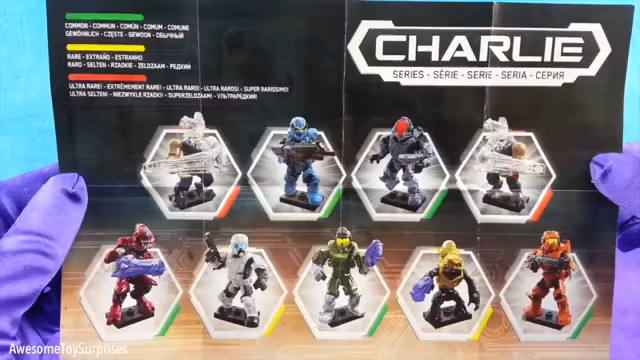 COMMON - COMMUN - COMÚN - COMUM - COMUNE
GEWÖHNLICH - CZĘSTE - GEWOON - ОБЫЧНЫЙ
RARE - EXTRAÑO - ESTRANHO
RARO - SELTEN - RZADKIE - ZELDZAAM - РЕДКИЙ
ULTRA RARE! - EXTRÊMEMENT RARE! - ULTRA RARO! - ULTRA RAROS! - SUPER RARISSIMO!
ULTRA SELTEN! - NIEZWYKLE RZADKI! - SUPERZELDZAAM! - УЛЬТРАРЕДКИЙ!
CHARLIE
SERIES - SÉRIE - SERIE - SERIA - СЕРИЯ
AwesomeToySurprises